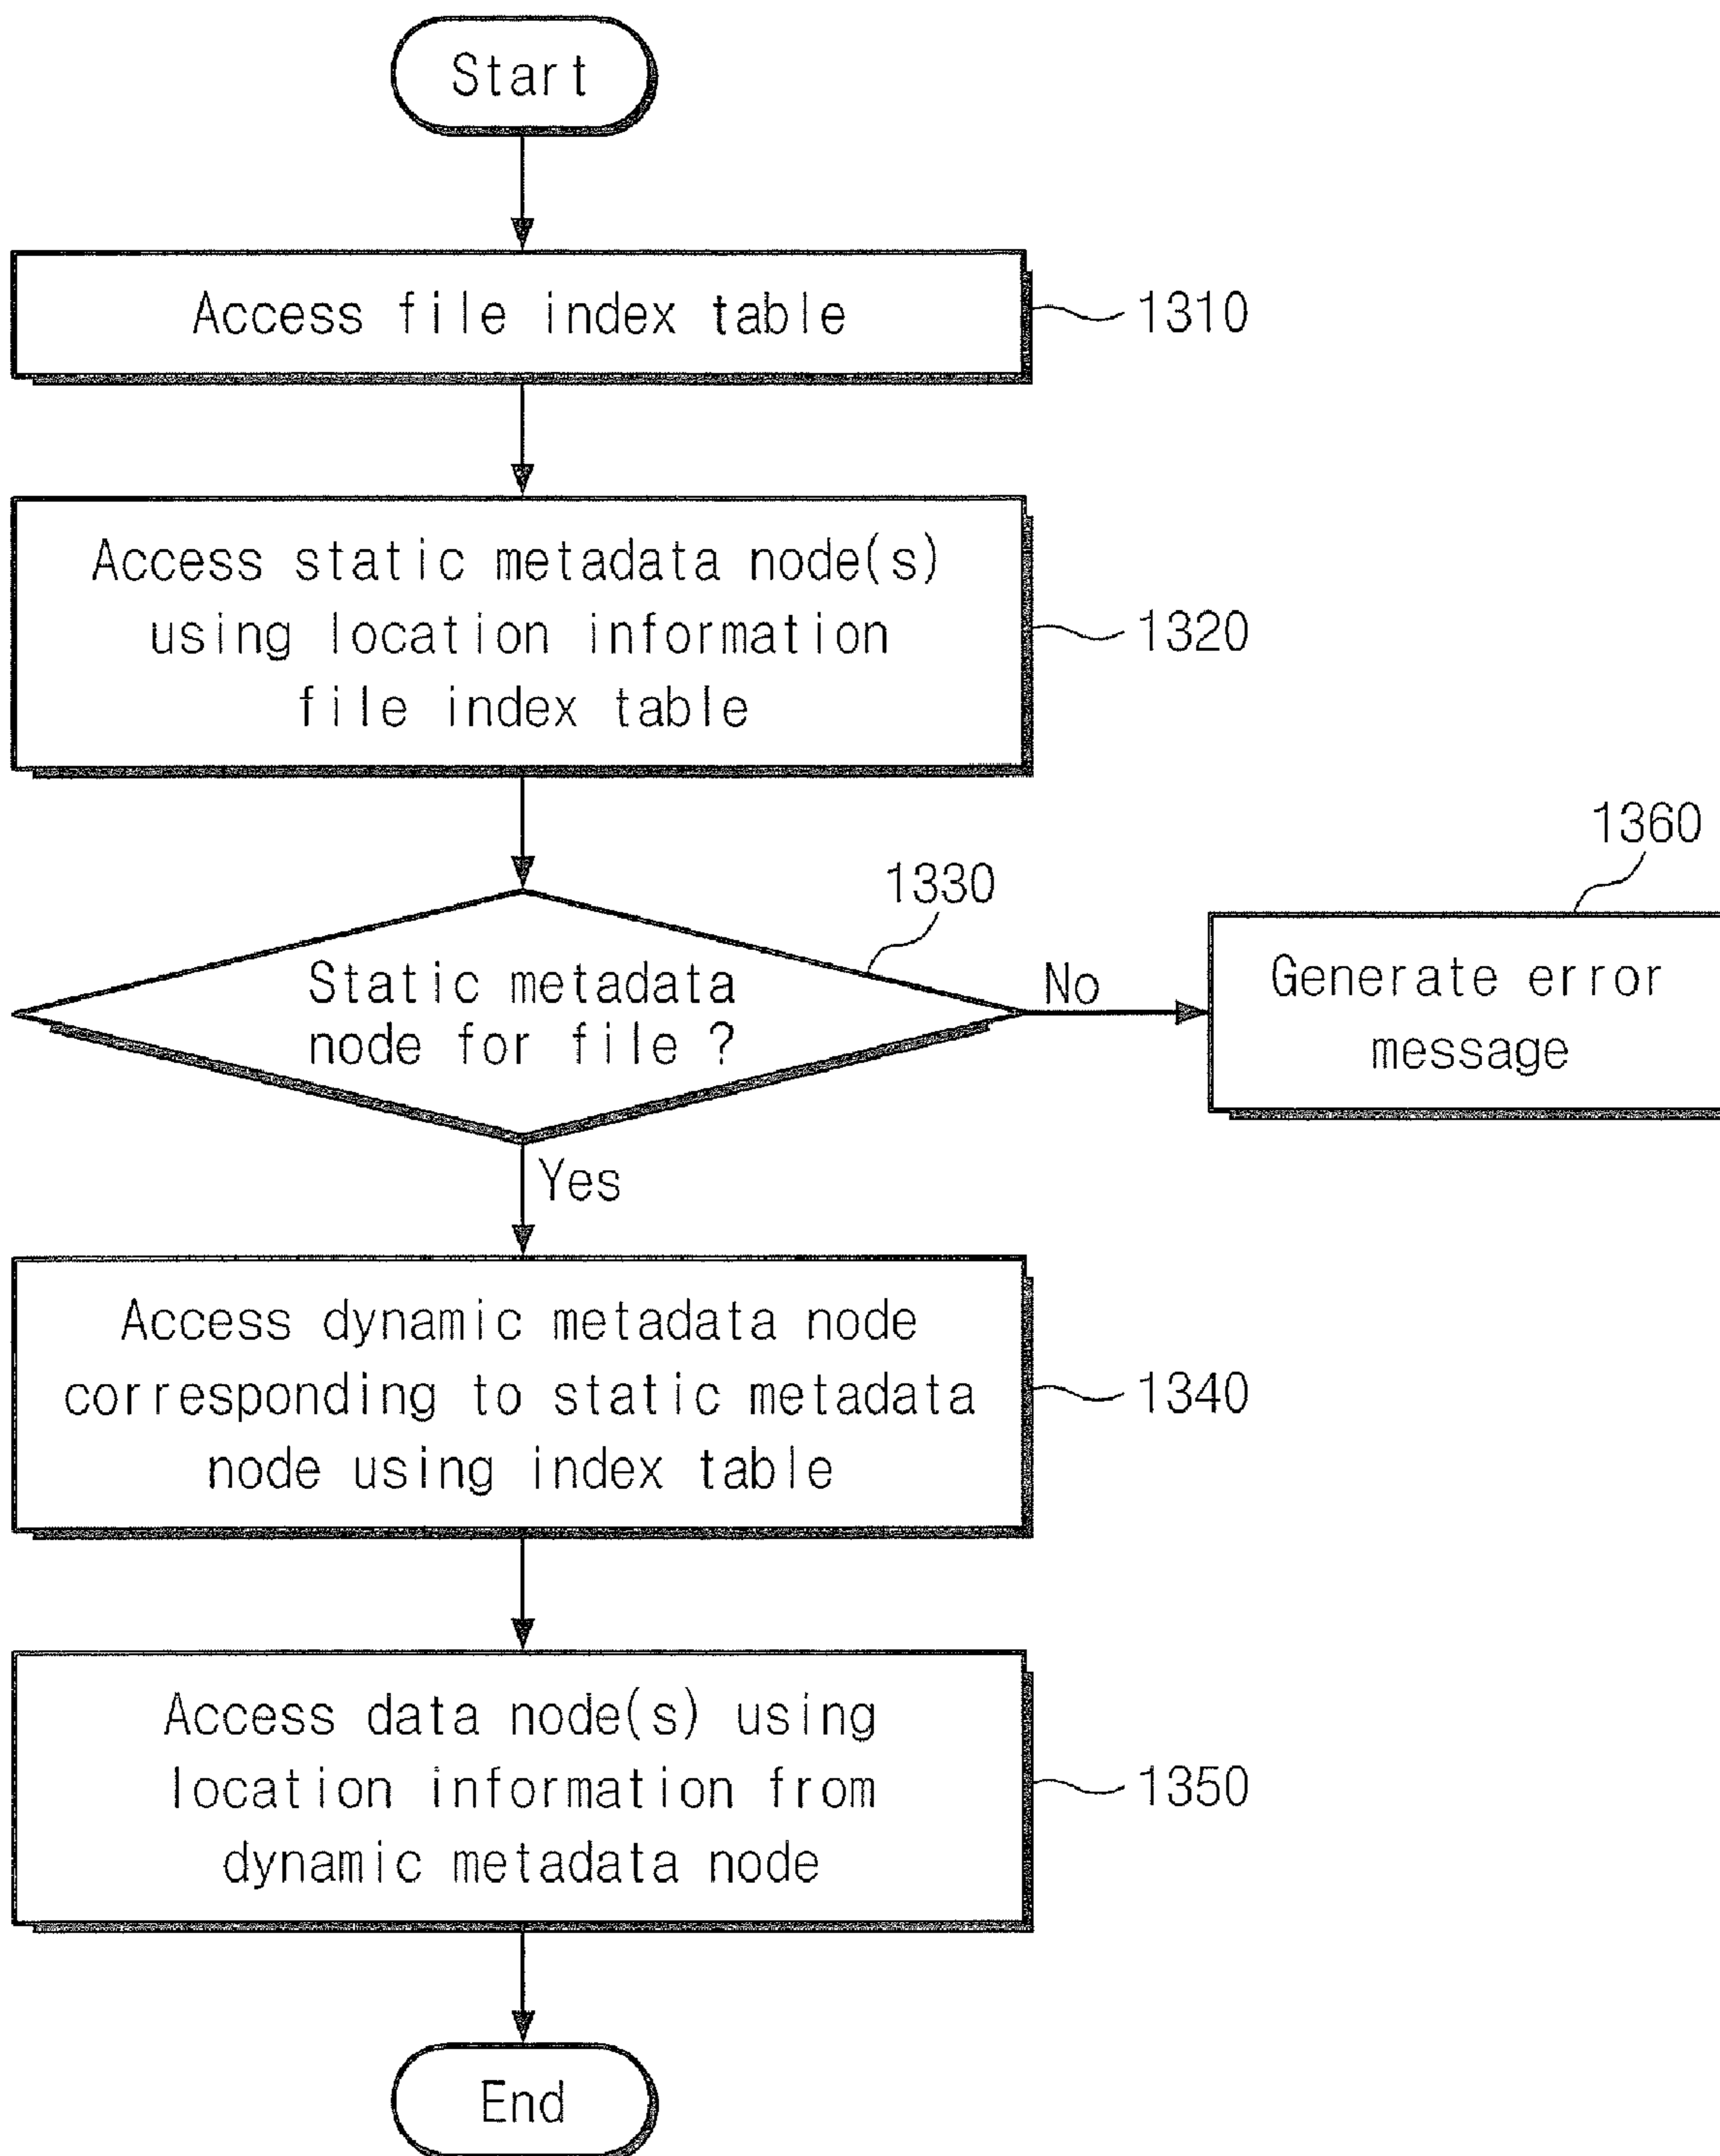 Start
Access file index table
1310
Access static metadata node(s)
using location information
file index table
1320
1330
Static metadata
node for file ?
No
1360
Generate error
message
Yes
Access dynamic metadata node
corresponding to static metadata
node using index table
1340
Access data node(s) using
location information from
dynamic metadata node
1350
End